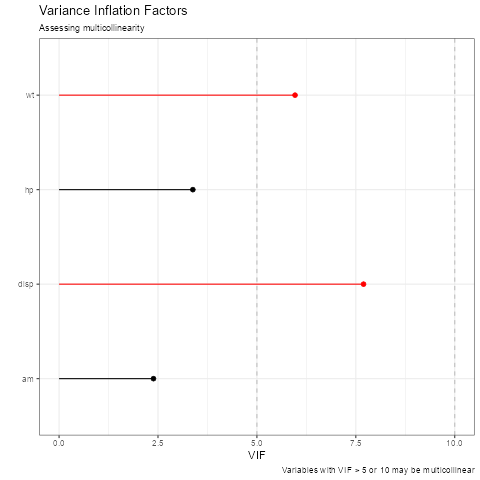 Variance Inflation Factors
Assessing multicollinearity
wt
hp
disp
am
0.0 2.5 5.0 7.5 10.0
VIF
Variables with VIF > 5 or 10 may be multicollinear